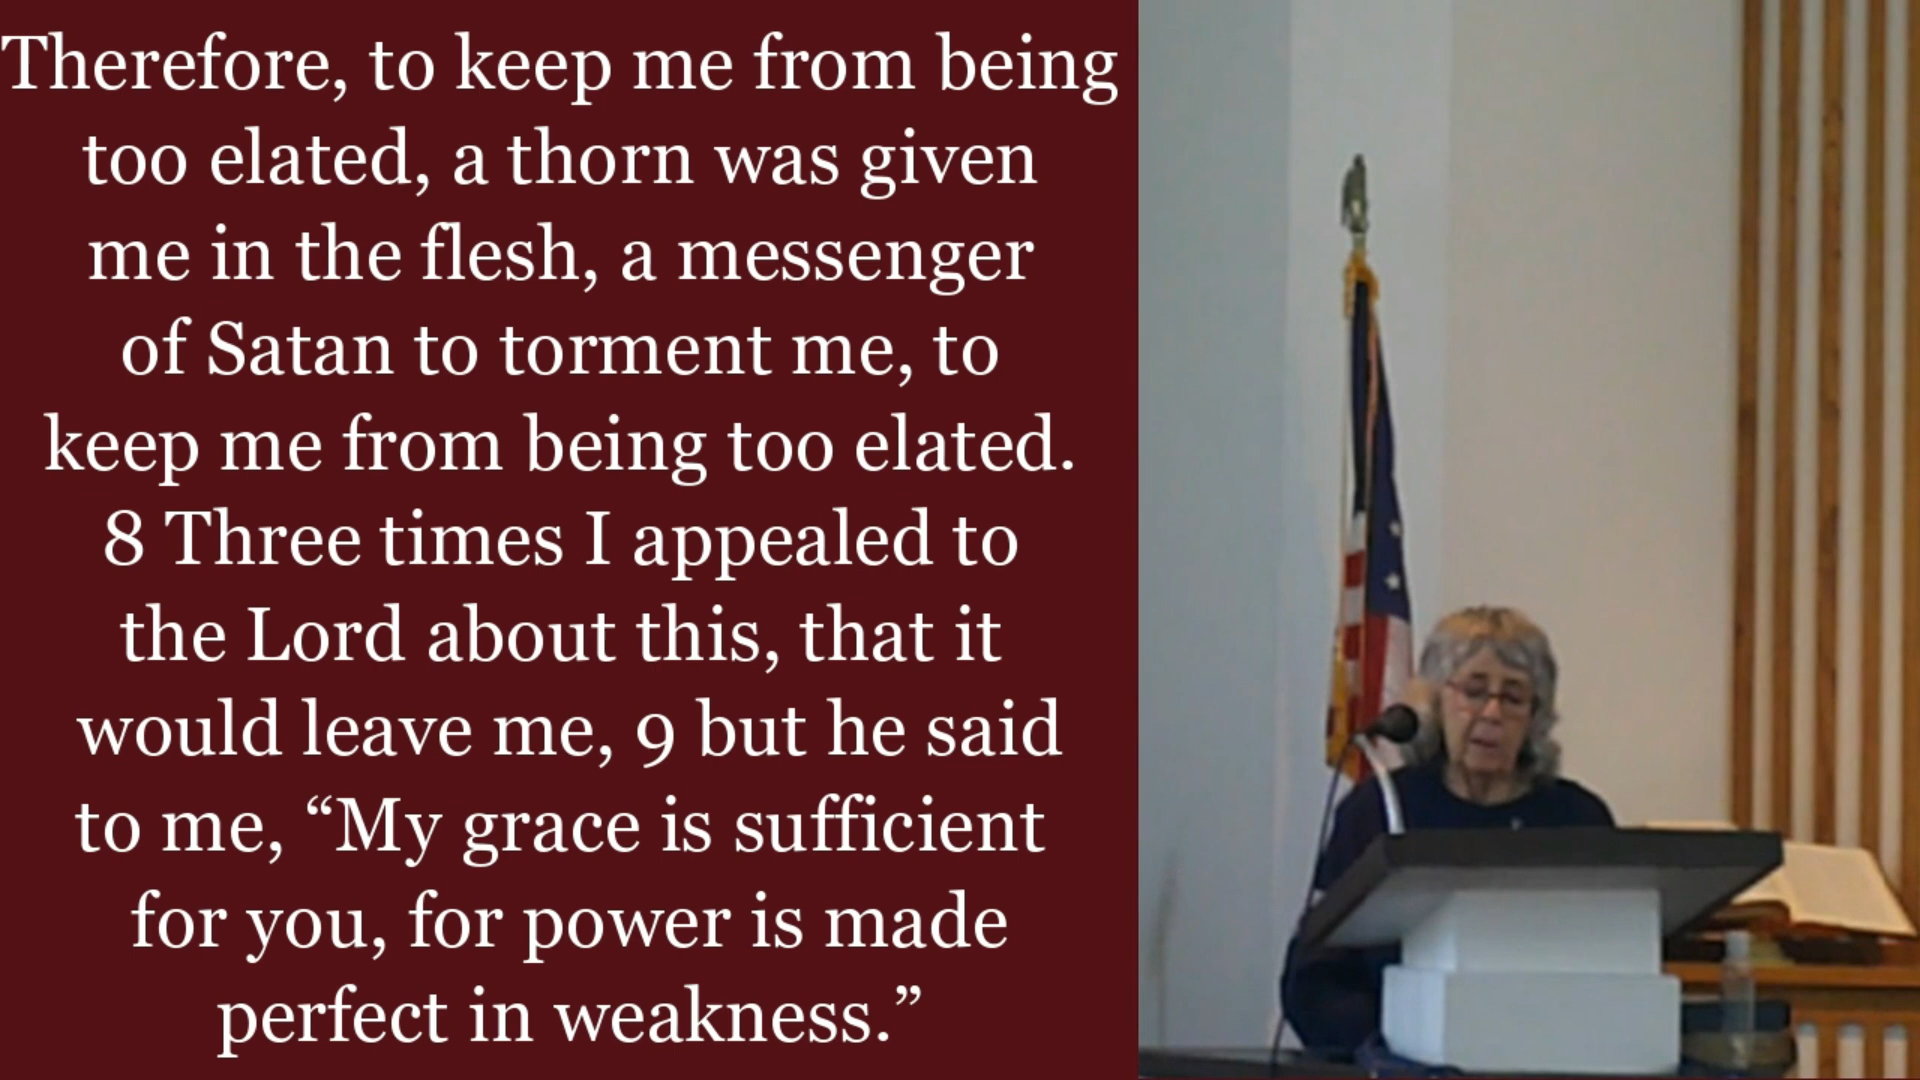 Therefore, to keep me from being
too elated, a thorn was given
me in the flesh, a messenger
of Satan to torment me, to
keep me from being too elated.
8 Three times I appealed to
the Lord about this, that it
would leave me, 9 but he said
to me, “My grace is sufficient
for you, for power is made
perfect in weakness.”